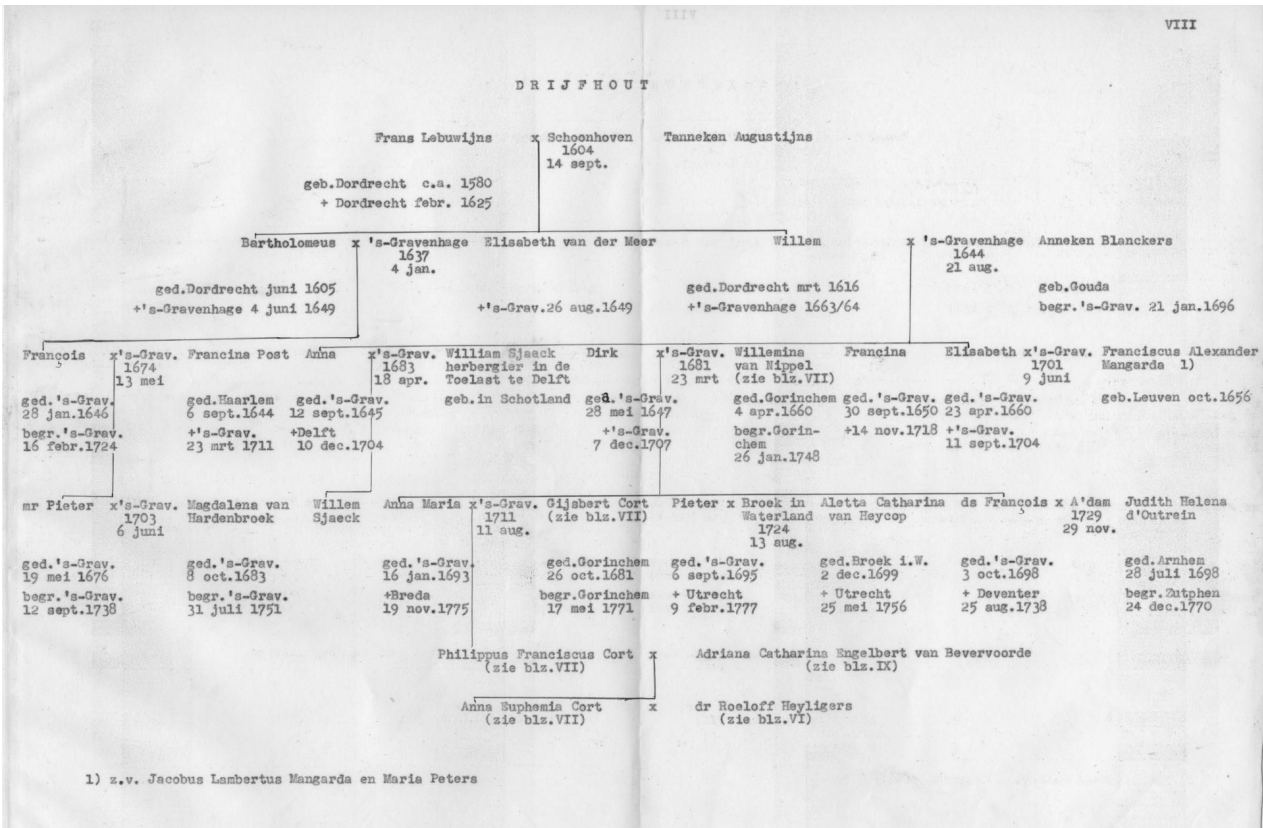 VIII
DRIJFHOUT
Frans Lebuwijns x Schoonhoven Tanneken Augustijns
1604
14 sept.
geb.Dordrecht c.a. 1580
+ Dordrecht febr. 1625
Bartholomeus x 's-Gravenhage Elisabeth van der Meer Willem x 's-Gravenhage Anneken Blanckers
1637 1644
4 jan. 21 aug.
ged.Dordrecht juni 1605 ged.Dordrecht mrt 1616 geb.Gouda
+'s-Gravenhage 4 juni 1649 +'s-Grav.26 aug.1649 +'s-Gravenhage 1663/64 begr.'s-Grav. 21 jan.1696
François x's-Grav. Francina Post Anna x's-Grav. William Sjaeck Dirk x's-Grav. Willemina Francina Elisabeth x's-Grav. Franciscus Alexander
1674 1683 herbergier in de 1681 van Nippel 1701 Mangarda 1)
13 mei 18 apr. Toelast te Delft 23 mrt (zie blz.VII) 9 juni
ged.'s-Grav. ged.Haarlem ged.'s-Grav. geb.in Schotland ged.'s-Grav. ged.Gorinchem ged.'s-Grav. ged.'s-Grav. geb.Leuven oct.1656
28 jan.1646 6 sept.1644 12 sept.1645 28 mei 1647 4 apr.1660 30 sept.1650 23 apr.1660
begr.'s-Grav. +'s-Grav. +Delft +'s-Grav. begr.Gorin- +14 nov.1718 +'s-Grav.
16 febr.1724 23 mrt 1711 10 dec.1704 7 dec.1707 chem 11 sept.1704
26 jan.1748
mr Pieter x's-Grav. Magdalena van Willem Anna Maria x's-Grav. Gijsbert Cort Pieter x Broek in Aletta Catharina ds François x A'dam Judith Helena
1703 Hardenbroek Sjaeck 1711 (zie blz.VII) Waterland van Heycop 1729 d'Outrein
6 juni 11 aug. 1724 29 nov.
13 aug.
ged.'s-Grav. ged.'s-Grav. ged.'s-Grav. ged.Gorinchem ged.'s-Grav. ged.Broek i.W. ged.'s-Grav. ged.Arnhem
19 mei 1676 8 oct.1683 16 jan.1693 26 oct.1681 6 sept.1695 2 dec.1699 3 oct.1698 28 juli 1698
begr.'s-Grav. begr.'s-Grav. +Breda begr.Gorinchem + Utrecht + Utrecht + Deventer begr.Zutphen
12 sept.1738 31 juli 1751 19 nov.1775 17 mei 1771 9 febr.1777 25 mei 1756 25 aug.1738 24 dec.1770
Philippus Franciscus Cort x Adriana Catharina Engelbert van Bevervoorde
(zie blz.VII) (zie blz.IX)
Anna Euphemia Cort x dr Roeloff Heyligers
(zie blz.VII) (zie blz.VI)
1) z.v. Jacobus Lambertus Mangarda en Maria Peters